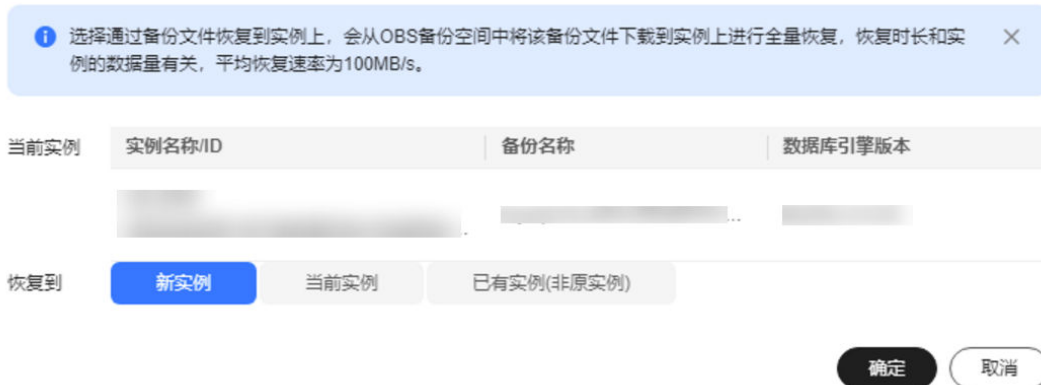 选择通过备份文件恢复到实例上，会从OBS备份空间中将该备份文件下载到实例上进行全量恢复，恢复时长和实
例的数据量有关，平均恢复速率为100MB/s。
当前实例 实例名称/ID 备份名称 数据库引擎版本
恢复到 新实例 当前实例 已有实例(非原实例)
确定 取消